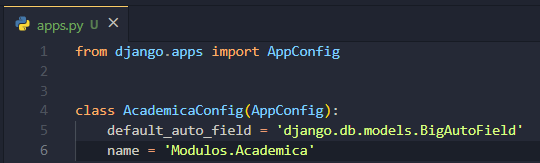 apps.py U X
1 from django.apps import AppConfig
2
3
4 class AcademicaConfig(AppConfig):
5 default_auto_field = 'django.db.models.BigAutoField'
6 name = 'Modulos.Academica'